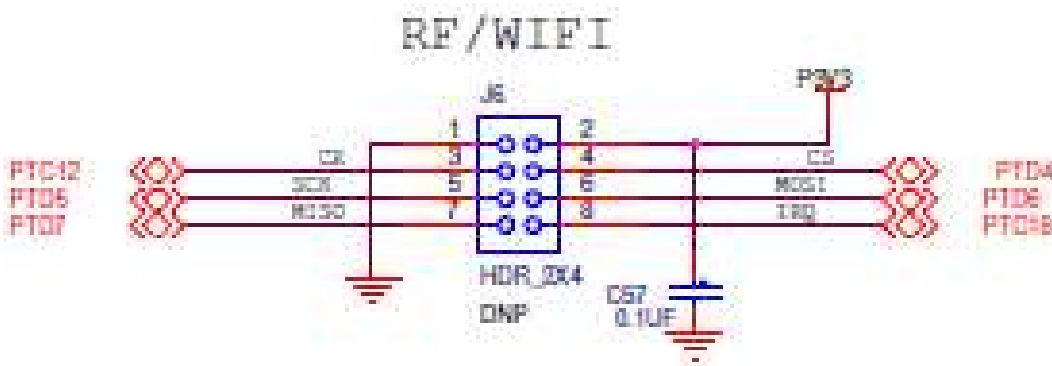 RF/WIFI
P3V3
J6
1 2
3 4
5 6
7 8
PTC12 CE CS PTD4
PTD5 SCK MOSI PTD6
PTD7 MISO IRQ
HDR_2X4
DNP
C57
0.1UF